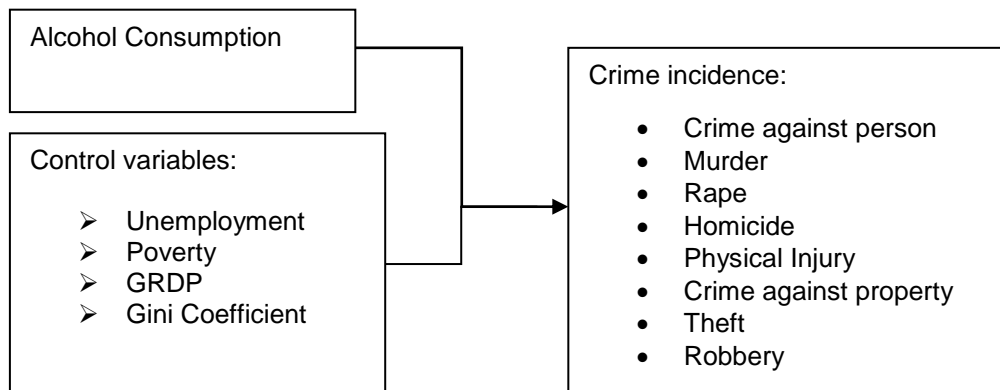 Alcohol Consumption
Control variables:
➢ Unemployment
➢ Poverty
➢ GRDP
➢ Gini Coefficient
Crime incidence:
• Crime against person
• Murder
• Rape
• Homicide
• Physical Injury
• Crime against property
• Theft
• Robbery